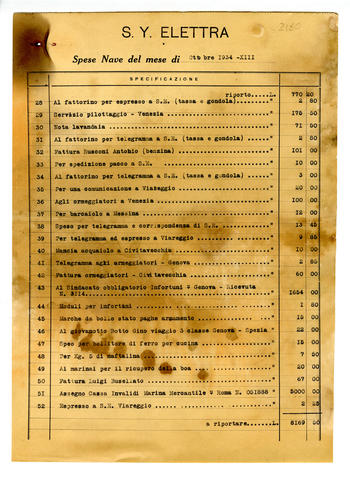 2180
S. Y. ELETTRA
Spese Nave del mese di Ottobre 1934 -XIII
SPECIFICAZIONE
riporto L. 770 20
28 Al fattorino per espresso a S.E. (tassa e gondola) " 2 80
29 Servizio pilottaggio - Venezia " 175 50
30 Nota lavandaia " 71 50
31 Al fattorino per telegramma a S.E. (tassa e gondola) " 2 80
32 Fattura Rusconi Antonio (benzina) " 101 00
33 Per spedizione pacco a S.E. " 10 00
34 Al fattorino per telegramma a S.E. (tassa e gondola) " 3 00
35 Per una comunicazione a Viareggio " 20 00
36 Agli ormeggiatori a Venezia " 100 00
37 Per barcaiolo a Messina " 12 00
38 Spese per telegramma e corrispondenza di S.E. " 13 45
39 Per telegramma ed espresso a Viareggio " 9 85
40 Mancia acquaiolo a Civitavecchia " 10 00
41 Telegramma agli ormeggiatori - Genova " 2 85
42 Fattura ormeggiatori - Civitavecchia " 60 00
43 Al Sindacato obbligatorio Infortuni - Genova - Ricevuta
N. 8114 " 1654 00
44 Moduli per infortuni " 1 80
45 Marche da bollo stato paghe argamento " 15 00
46 Al giovanotto Botto Gino viaggio 3 classe Genova - Spezia " 22 00
47 Speso per bollitore di ferro per cucina " 15 00
48 Per Kg. 5 di naftalina " 7 50
49 Ai marinai per il ricupero della boa " 20 00
50 Fattura Luigi Busellato " 67 00
51 Assegno Cassa Invalidi Marina Mercantile - Roma N. 051888 " 5000 00
52 Espresso a S.E. Viareggio " 2 25
a riportare L. 8169 50